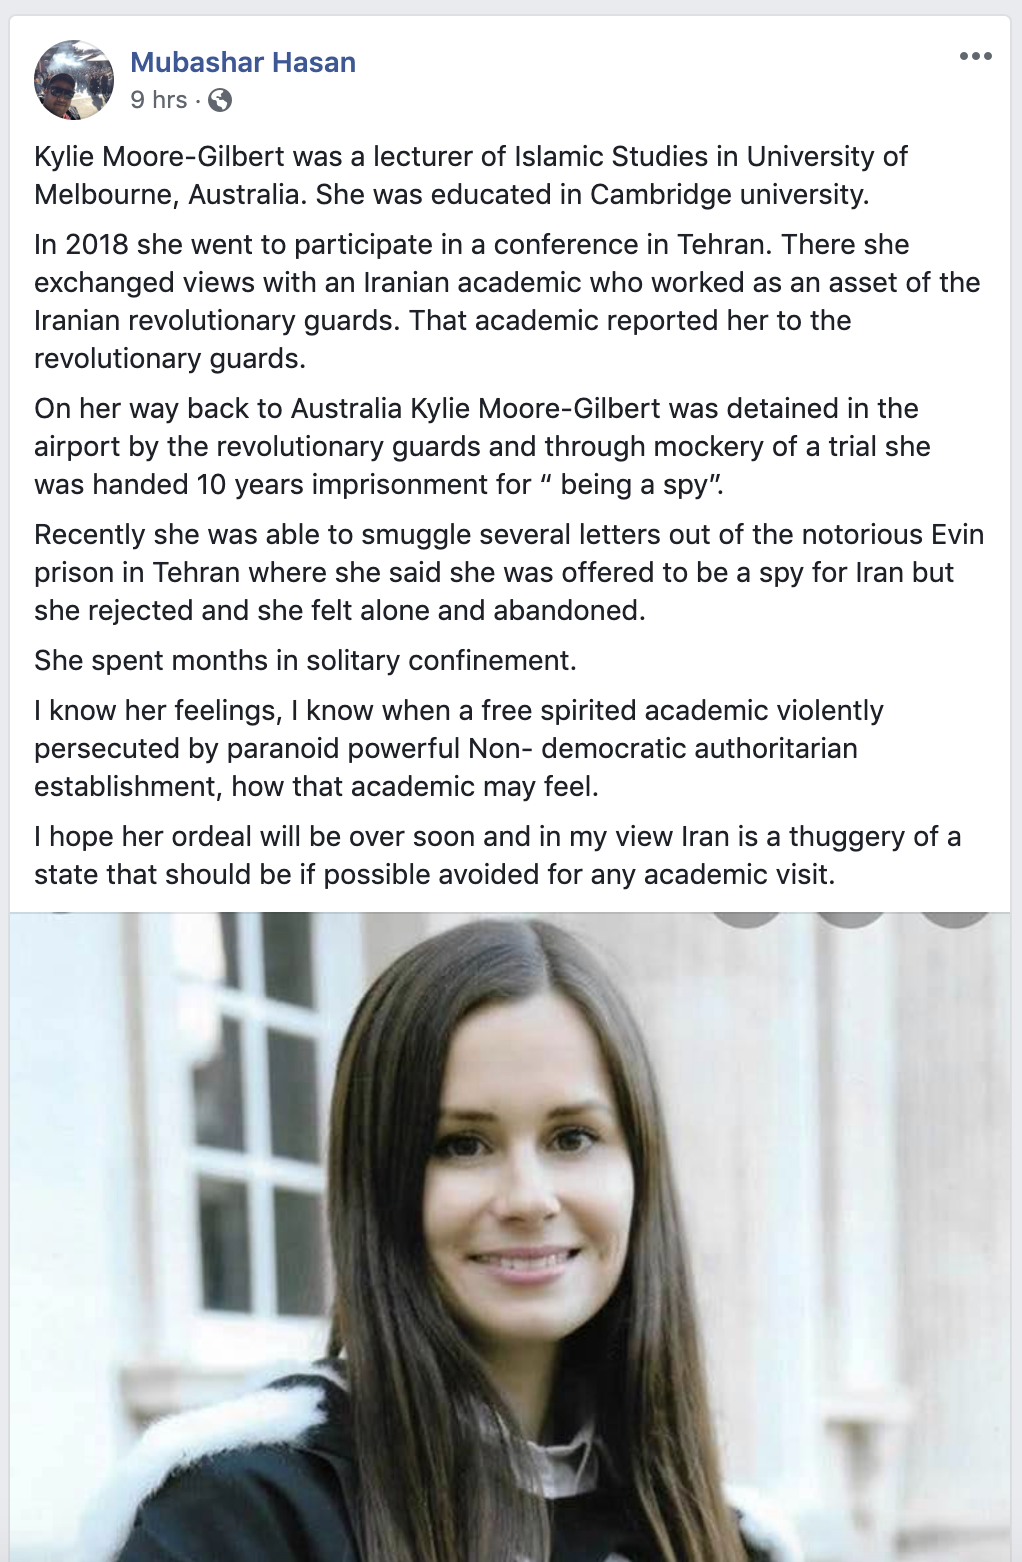 Mubashar Hasan
9 hrs ·
Kylie Moore-Gilbert was a lecturer of Islamic Studies in University of
Melbourne, Australia. She was educated in Cambridge university.
In 2018 she went to participate in a conference in Tehran. There she
exchanged views with an Iranian academic who worked as an asset of the
Iranian revolutionary guards. That academic reported her to the
revolutionary guards.
On her way back to Australia Kylie Moore-Gilbert was detained in the
airport by the revolutionary guards and through mockery of a trial she
was handed 10 years imprisonment for “ being a spy”.
Recently she was able to smuggle several letters out of the notorious Evin
prison in Tehran where she said she was offered to be a spy for Iran but
she rejected and she felt alone and abandoned.
She spent months in solitary confinement.
I know her feelings, I know when a free spirited academic violently
persecuted by paranoid powerful Non- democratic authoritarian
establishment, how that academic may feel.
I hope her ordeal will be over soon and in my view Iran is a thuggery of a
state that should be if possible avoided for any academic visit.